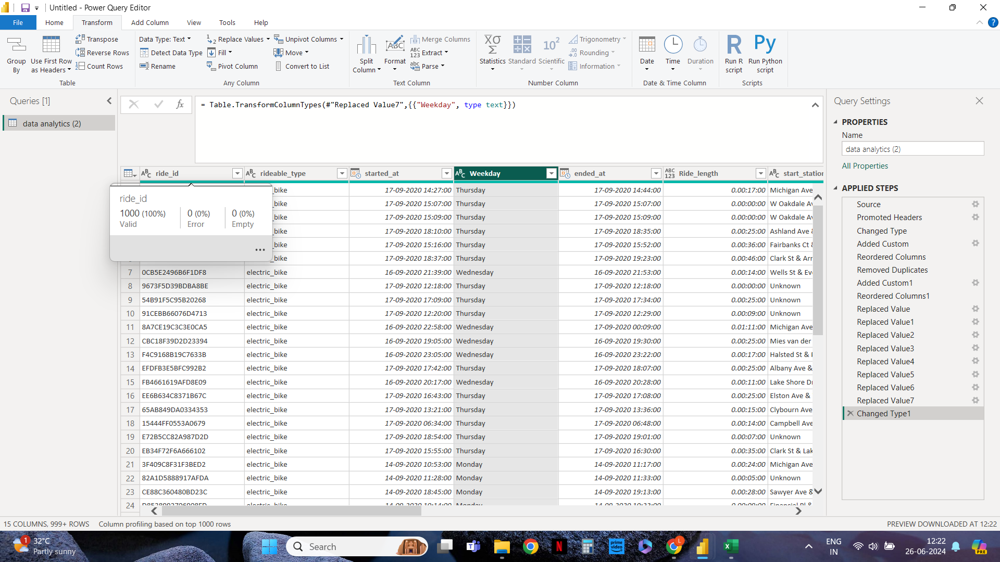 Untitled - Power Query Editor
File Home Transform Add Column View Tools Help
Group By
Use First Row as Headers
Transpose
Reverse Rows
Count Rows
Table
Data Type: Text
Detect Data Type
Rename
Replace Values
Fill
Pivot Column
Unpivot Columns
Move
Convert to List
Any Column
Split Column
Format
Merge Columns
Extract
Parse
Text Column
Statistics
Standard
Scientific
Trigonometry
Rounding
Information
Number Column
Date
Time
Duration
Date & Time Column
Run R script
Run Python script
Scripts
Queries [1]
data analytics (2)
= Table.TransformColumnTypes(#"Replaced Value7",{{"Weekday", type text}})
ride_id rideable_type started_at Weekday ended_at Ride_length start_station
ride_id
1000 (100%) 0 (0%) 0 (0%)
Valid Error Empty
bike 17-09-2020 14:27:00 Thursday 17-09-2020 14:44:00 0.00:17:00 Michigan Ave
bike 17-09-2020 15:07:00 Thursday 17-09-2020 15:07:00 0.00:00:00 W Oakdale Av
bike 17-09-2020 15:09:00 Thursday 17-09-2020 15:09:00 0.00:00:00 W Oakdale Av
bike 17-09-2020 18:10:00 Thursday 17-09-2020 18:35:00 0.00:25:00 Ashland Ave &
bike 17-09-2020 15:16:00 Thursday 17-09-2020 15:52:00 0.00:36:00 Fairbanks Ct &
bike 17-09-2020 18:37:00 Thursday 17-09-2020 19:23:00 0.00:46:00 Clark St & Arr
7 0CB5E2496B6F1DF8 electric_bike 16-09-2020 21:39:00 Wednesday 16-09-2020 21:53:00 0.00:14:00 Wells St & Ev
8 9673F5D39BDBA8BE electric_bike 17-09-2020 12:18:00 Thursday 17-09-2020 12:18:00 0.00:00:00 Unknown
9 54B91F5C95B20268 electric_bike 17-09-2020 17:09:00 Thursday 17-09-2020 17:34:00 0.00:25:00 Unknown
10 91CEBB66076D4713 electric_bike 17-09-2020 12:20:00 Thursday 17-09-2020 12:29:00 0.00:09:00 Unknown
11 8A7CE19C3C3E0CA5 electric_bike 16-09-2020 22:58:00 Wednesday 17-09-2020 00:09:00 0.01:11:00 Michigan Ave
12 CBC18F39D2D23394 electric_bike 16-09-2020 19:05:00 Wednesday 16-09-2020 19:30:00 0.00:25:00 Mies van der
13 F4C9168B19C7633B electric_bike 16-09-2020 23:05:00 Wednesday 16-09-2020 23:22:00 0.00:17:00 Halsted St &
14 EFDFB3E5BFC992B2 electric_bike 17-09-2020 17:42:00 Thursday 17-09-2020 18:07:00 0.00:25:00 Albany Ave &
15 FB4661619AFD8E09 electric_bike 16-09-2020 20:17:00 Wednesday 16-09-2020 20:28:00 0.00:11:00 Lake Shore Dr
16 EE6B634C8371B67C electric_bike 17-09-2020 16:43:00 Thursday 17-09-2020 17:08:00 0.00:25:00 Elston Ave &
17 65AB849DA0334353 electric_bike 17-09-2020 13:21:00 Thursday 17-09-2020 13:36:00 0.00:15:00 Clybourn Ave
18 15444FF0553A0679 electric_bike 17-09-2020 06:34:00 Thursday 17-09-2020 06:48:00 0.00:14:00 Campbell Ave
19 E72B5CC82A987D2D electric_bike 17-09-2020 18:54:00 Thursday 17-09-2020 19:01:00 0.00:07:00 Unknown
20 EB34F72F6A666102 electric_bike 17-09-2020 15:55:00 Thursday 17-09-2020 16:30:00 0.00:35:00 Clark St & Lak
21 3F409C8F31F3BED2 electric_bike 14-09-2020 10:53:00 Monday 14-09-2020 11:17:00 0.00:24:00 Michigan Ave
22 82A1D5888917AFDA electric_bike 14-09-2020 11:28:00 Monday 14-09-2020 11:33:00 0.00:05:00 Unknown
23 CE88C360480BD23C electric_bike 14-09-2020 18:45:00 Monday 14-09-2020 19:13:00 0.00:28:00 Sawyer Ave &
24
Query Settings
PROPERTIES
Name
data analytics (2)
All Properties
APPLIED STEPS
Source
Promoted Headers
Changed Type
Added Custom
Reordered Columns
Removed Duplicates
Added Custom1
Reordered Columns1
Replaced Value
Replaced Value1
Replaced Value2
Replaced Value3
Replaced Value4
Replaced Value5
Replaced Value6
Replaced Value7
Changed Type1
15 COLUMNS, 999+ ROWS Column profiling based on top 1000 rows PREVIEW DOWNLOADED AT 12:22
1 32°C
Partly sunny
Search
prime video
ENG
IN
12:22
26-06-2024
PRE